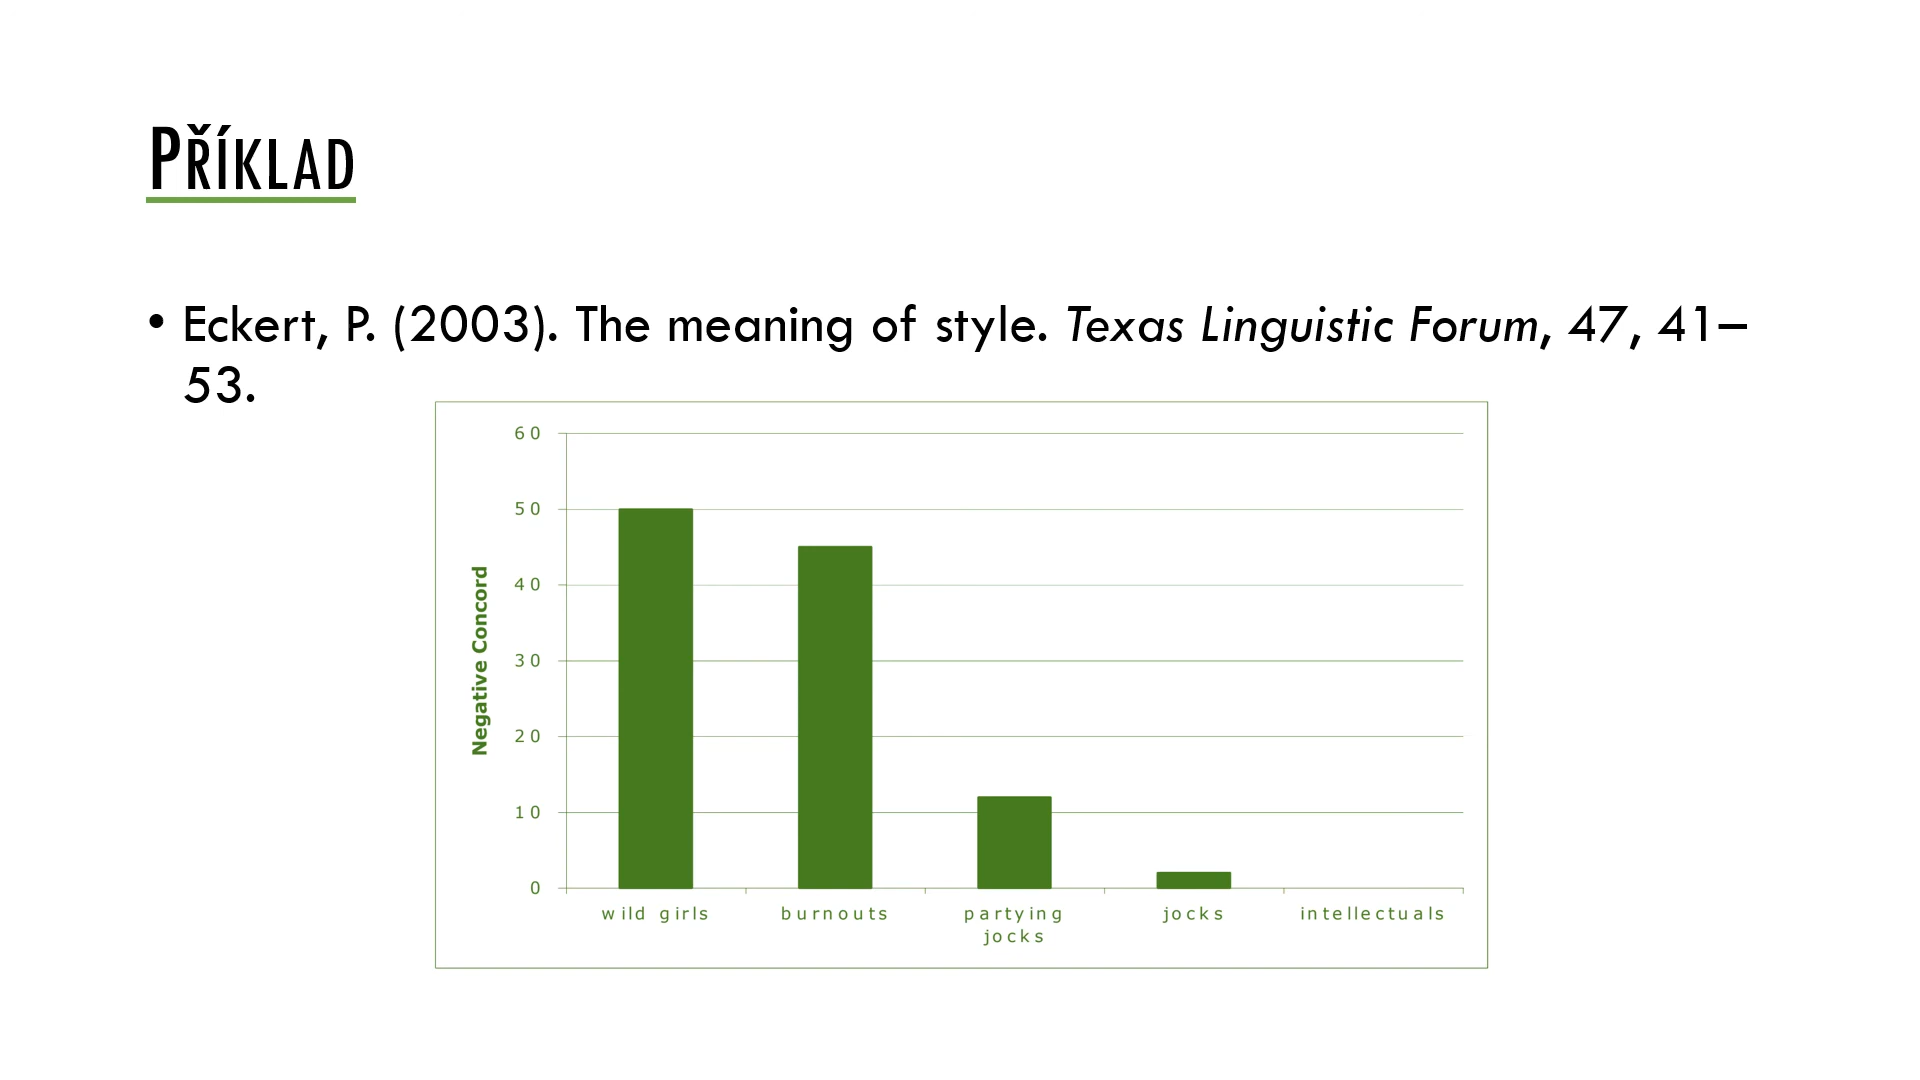 PŘÍKLAD
• Eckert, P. (2003). The meaning of style. Texas Linguistic Forum, 47, 41–
53.
60
50
40
30
20
10
0
Negative Concord
wild girls
burnouts
partying
jocks
jocks
intellectuals